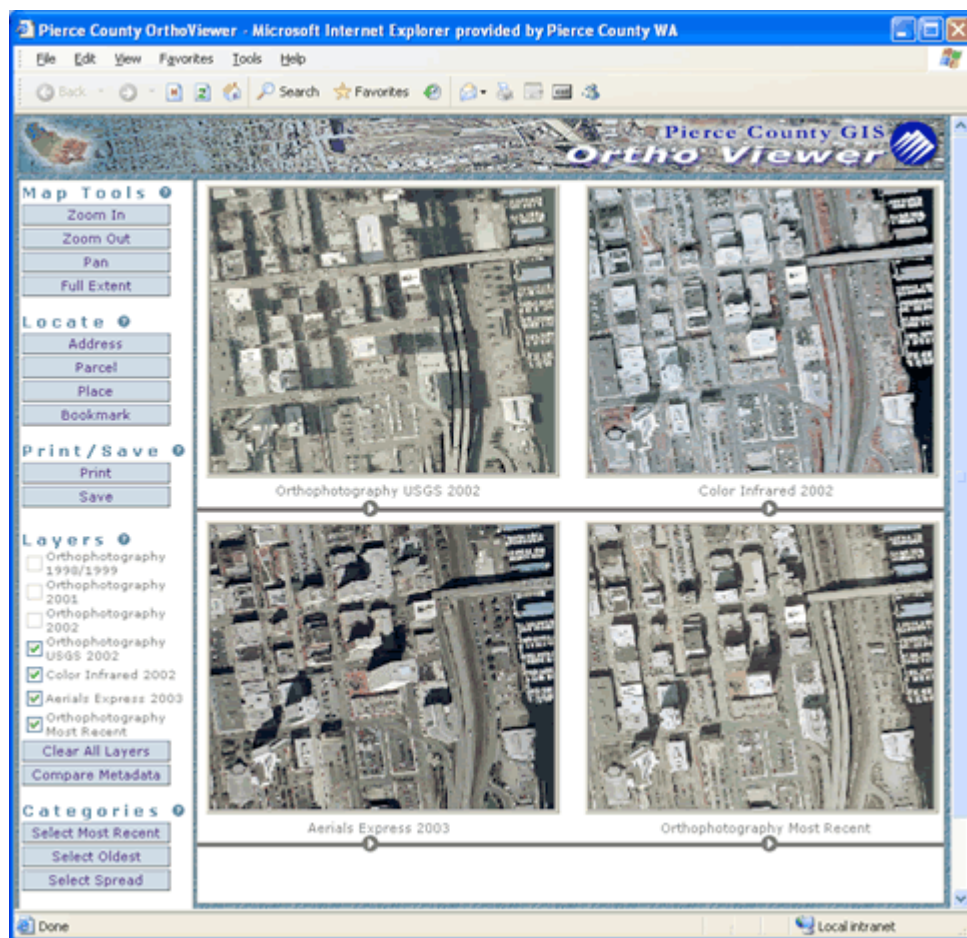 Pierce County OrthoViewer - Microsoft Internet Explorer provided by Pierce County WA
File Edit View Favorites Tools Help
Back Search Favorites
Pierce County GIS
Ortho Viewer
Map Tools
Zoom In
Zoom Out
Pan
Full Extent
Locate
Address
Parcel
Place
Bookmark
Print/Save
Print
Save
Layers
Orthophotography
1998/1999
Orthophotography
2001
Orthophotography
2002
Orthophotography
USGS 2002
Color Infrared 2002
Aerials Express 2003
Orthophotography
Most Recent
Clear All Layers
Compare Metadata
Categories
Select Most Recent
Select Oldest
Select Spread
Orthophotography USGS 2002
Color Infrared 2002
Aerials Express 2003
Orthophotography Most Recent
Done
Local intranet